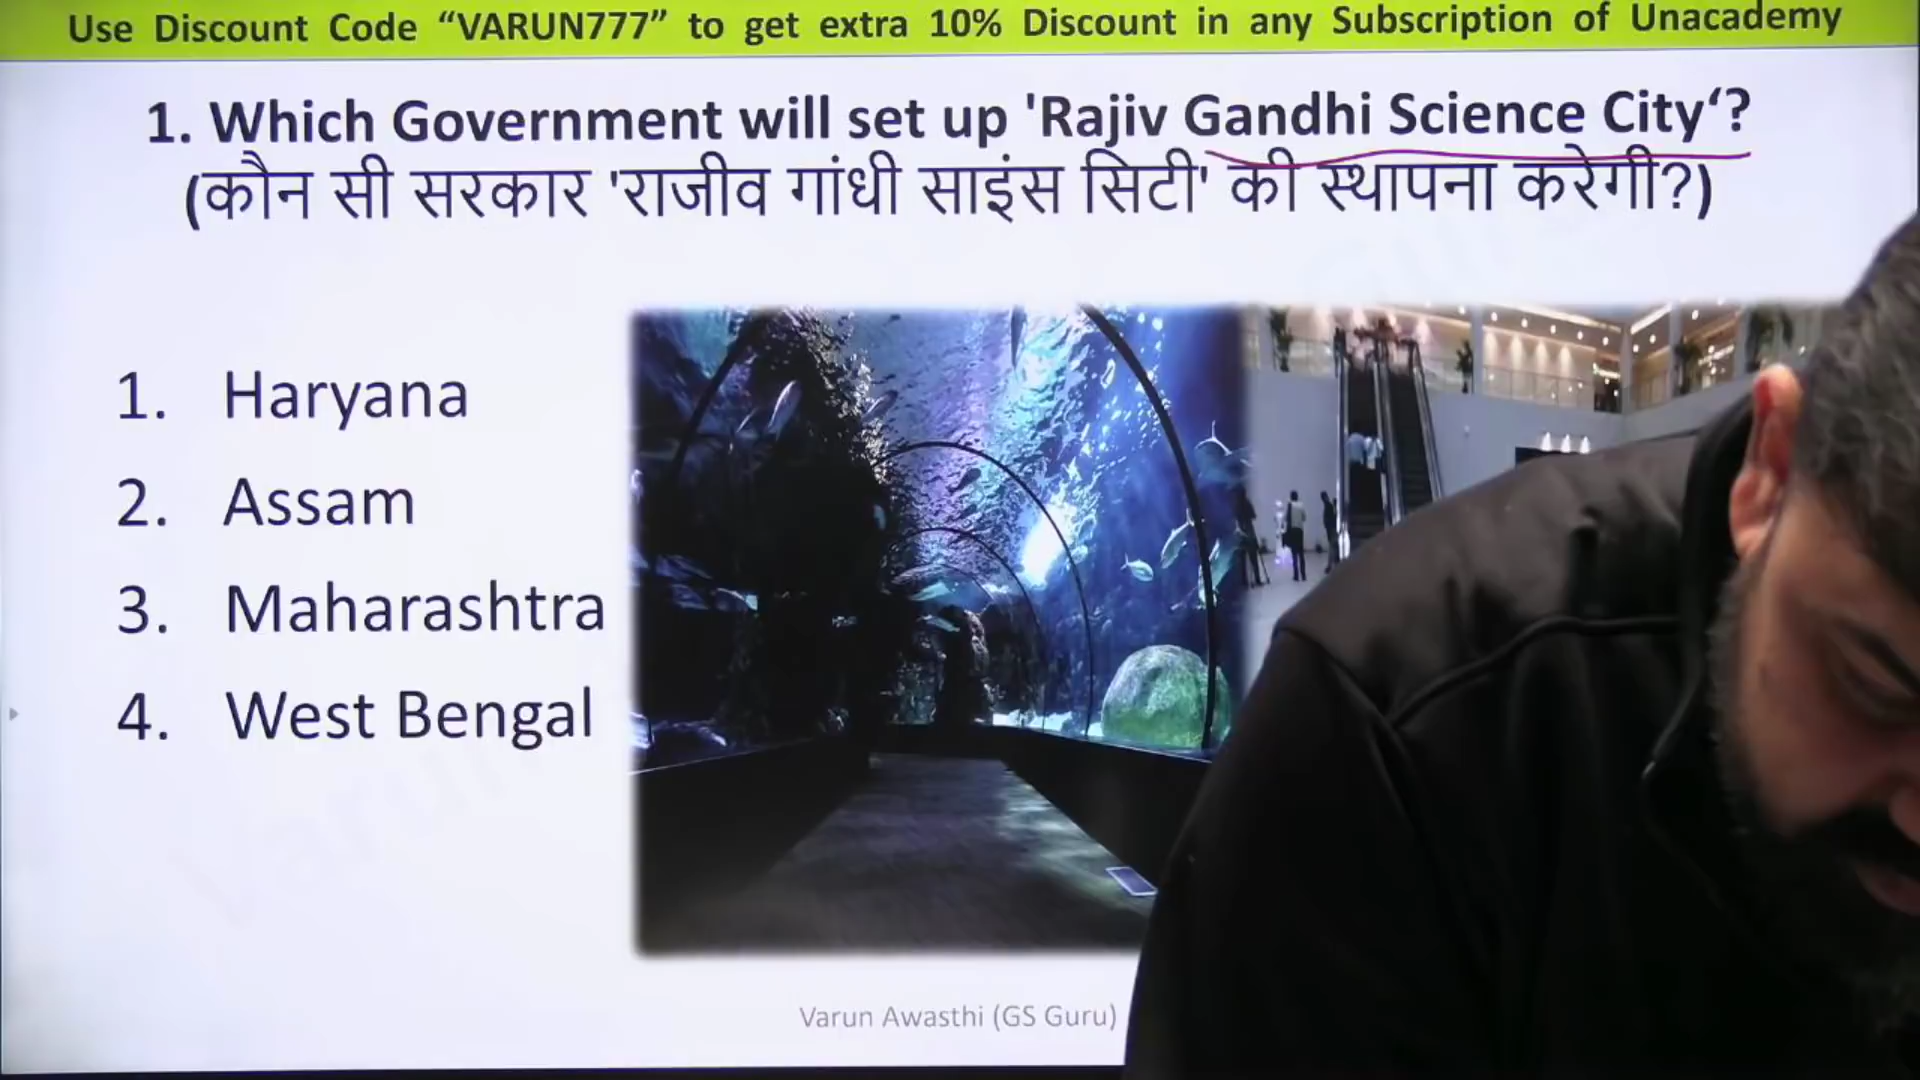 Use Discount Code “VARUN777” to get extra 10% Discount in any Subscription of Unacademy
1. Which Government will set up 'Rajiv Gandhi Science City‘?
(कौन सी सरकार 'राजीव गांधी साइंस सिटी' की स्थापना करेगी?)
1. Haryana
2. Assam
3. Maharashtra
4. West Bengal
Varun Awasthi (GS Guru)